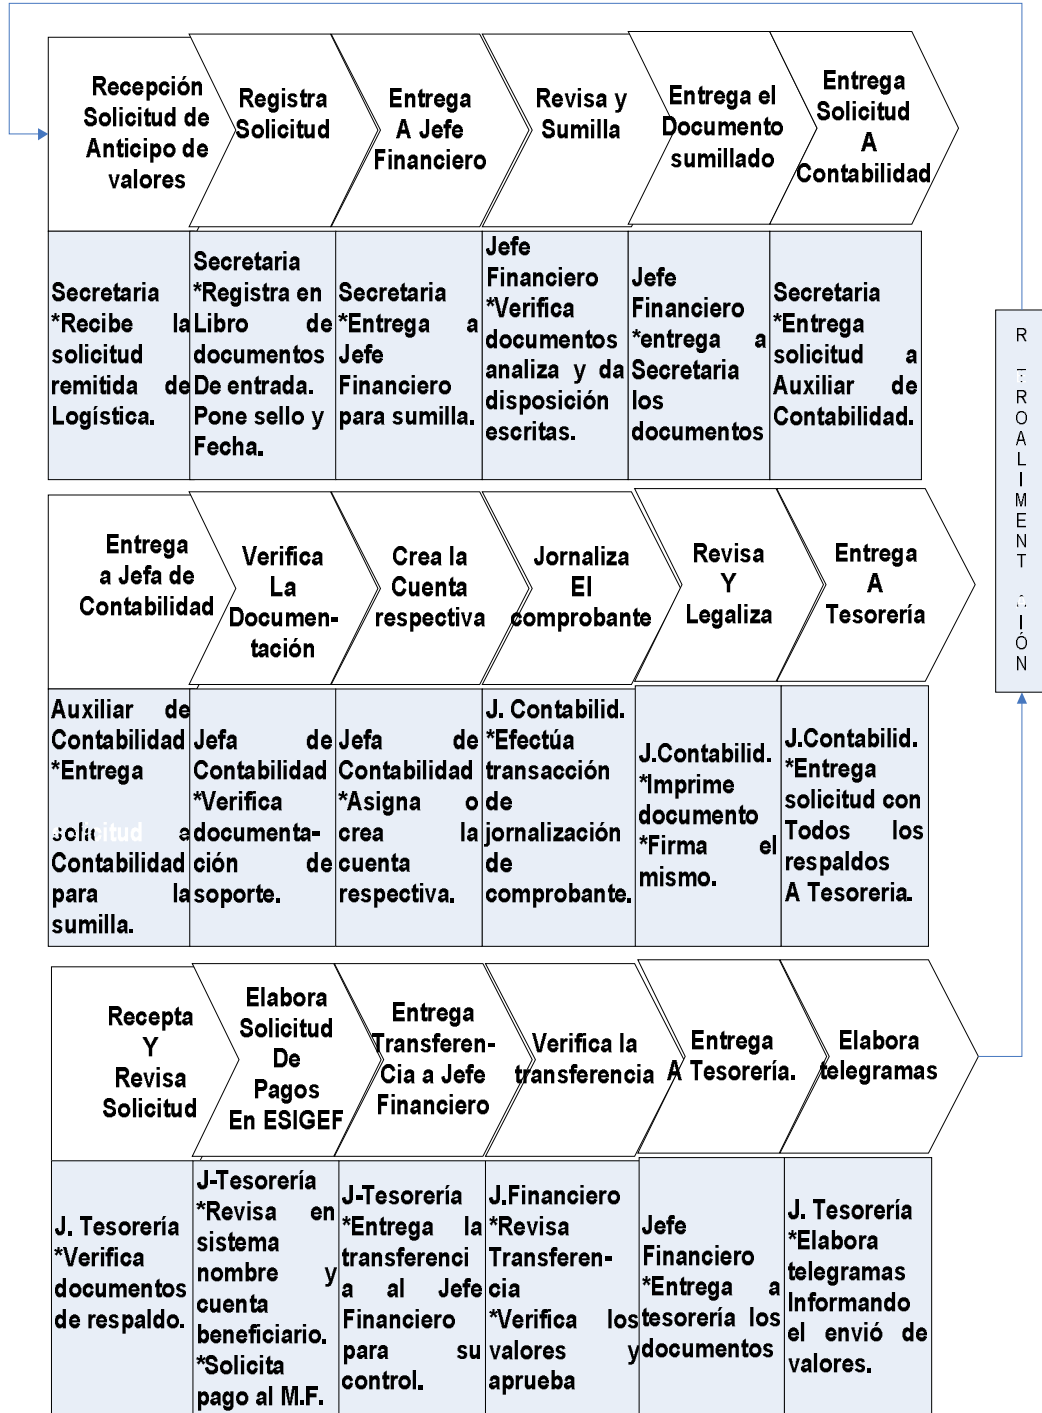 Recepción
Solicitud de
Anticipo de
valores
Registra
Solicitud
Entrega
A Jefe
Financiero
Revisa y
Sumilla
Entrega el
Documento
sumillado
Entrega
Solicitud
A
Contabilidad
Secretaria
*Recibe la
solicitud
remitida de
Logística.
Secretaria
*Registra en
Libro de
documentos
De entrada.
Pone sello y
Fecha.
Secretaria
*Entrega a
Jefe
Financiero
para sumilla.
Jefe
Financiero
*Verifica
documentos
analiza y da
disposición
escritas.
Jefe
Financiero
*entrega a
Secretaria
los
documentos
Secretaria
*Entrega
solicitud a
Auxiliar de
Contabilidad.
Entrega
a Jefa de
Contabilidad
Verifica
La
Documen-
tación
Crea la
Cuenta
respectiva
Jornaliza
El
comprobante
Revisa
Y
Legaliza
Entrega
A
Tesorería
Auxiliar de
Contabilidad
*Entrega
a
Contabilidad
para la
sumilla.
Jefa de
Contabilidad
*Verifica
documenta-
ción de
soporte.
Jefa de
Contabilidad
*Asigna o
crea la
cuenta
respectiva.
J. Contabilid.
*Efectúa
transacción
de
jornalización
de
comprobante.
J.Contabilid.
*Imprime
documento
*Firma el
mismo.
J.Contabilid.
*Entrega
solicitud con
Todos los
respaldos
A Tesoreria.
Recepta
Y
Revisa
Solicitud
Elabora
Solicitud
De
Pagos
En ESIGEF
Entrega
Transferen-
Cia a Jefe
Financiero
Verifica la
transferencia
Entrega
A Tesorería.
Elabora
telegramas
J. Tesorería
*Verifica
documentos
de respaldo.
J-Tesorería
*Revisa en
sistema
nombre y
cuenta
beneficiario.
*Solicita
pago al M.F.
J-Tesorería
*Entrega la
transferenci
a al Jefe
Financiero
para su
control.
J.Financiero
*Revisa
Transferen-
cia
*Verifica los
valores y
aprueba
Jefe
Financiero
*Entrega a
tesorería los
documentos
J. Tesorería
*Elabora
telegramas
Informando
el envió de
valores.
RETROALIMENTACIÓN